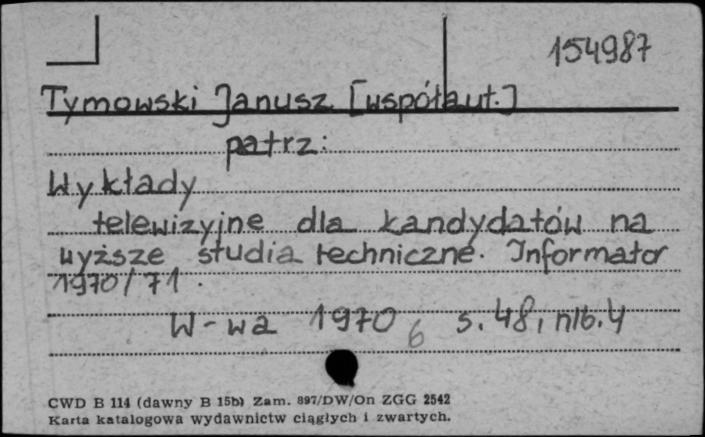 154987
Tymowski Janusz [współaut.]
patrz:
Wykłady
telewizyjne dla kandydatów na
wyższe studia techniczne. Informator
1970/71.
W-wa 1970 s. 48, nlb. 4
6
CWD B 114 (dawny B 15b) Zam. 897/DW/On ZGG 2542
Karta katalogowa wydawnictw ciągłych i zwartych.